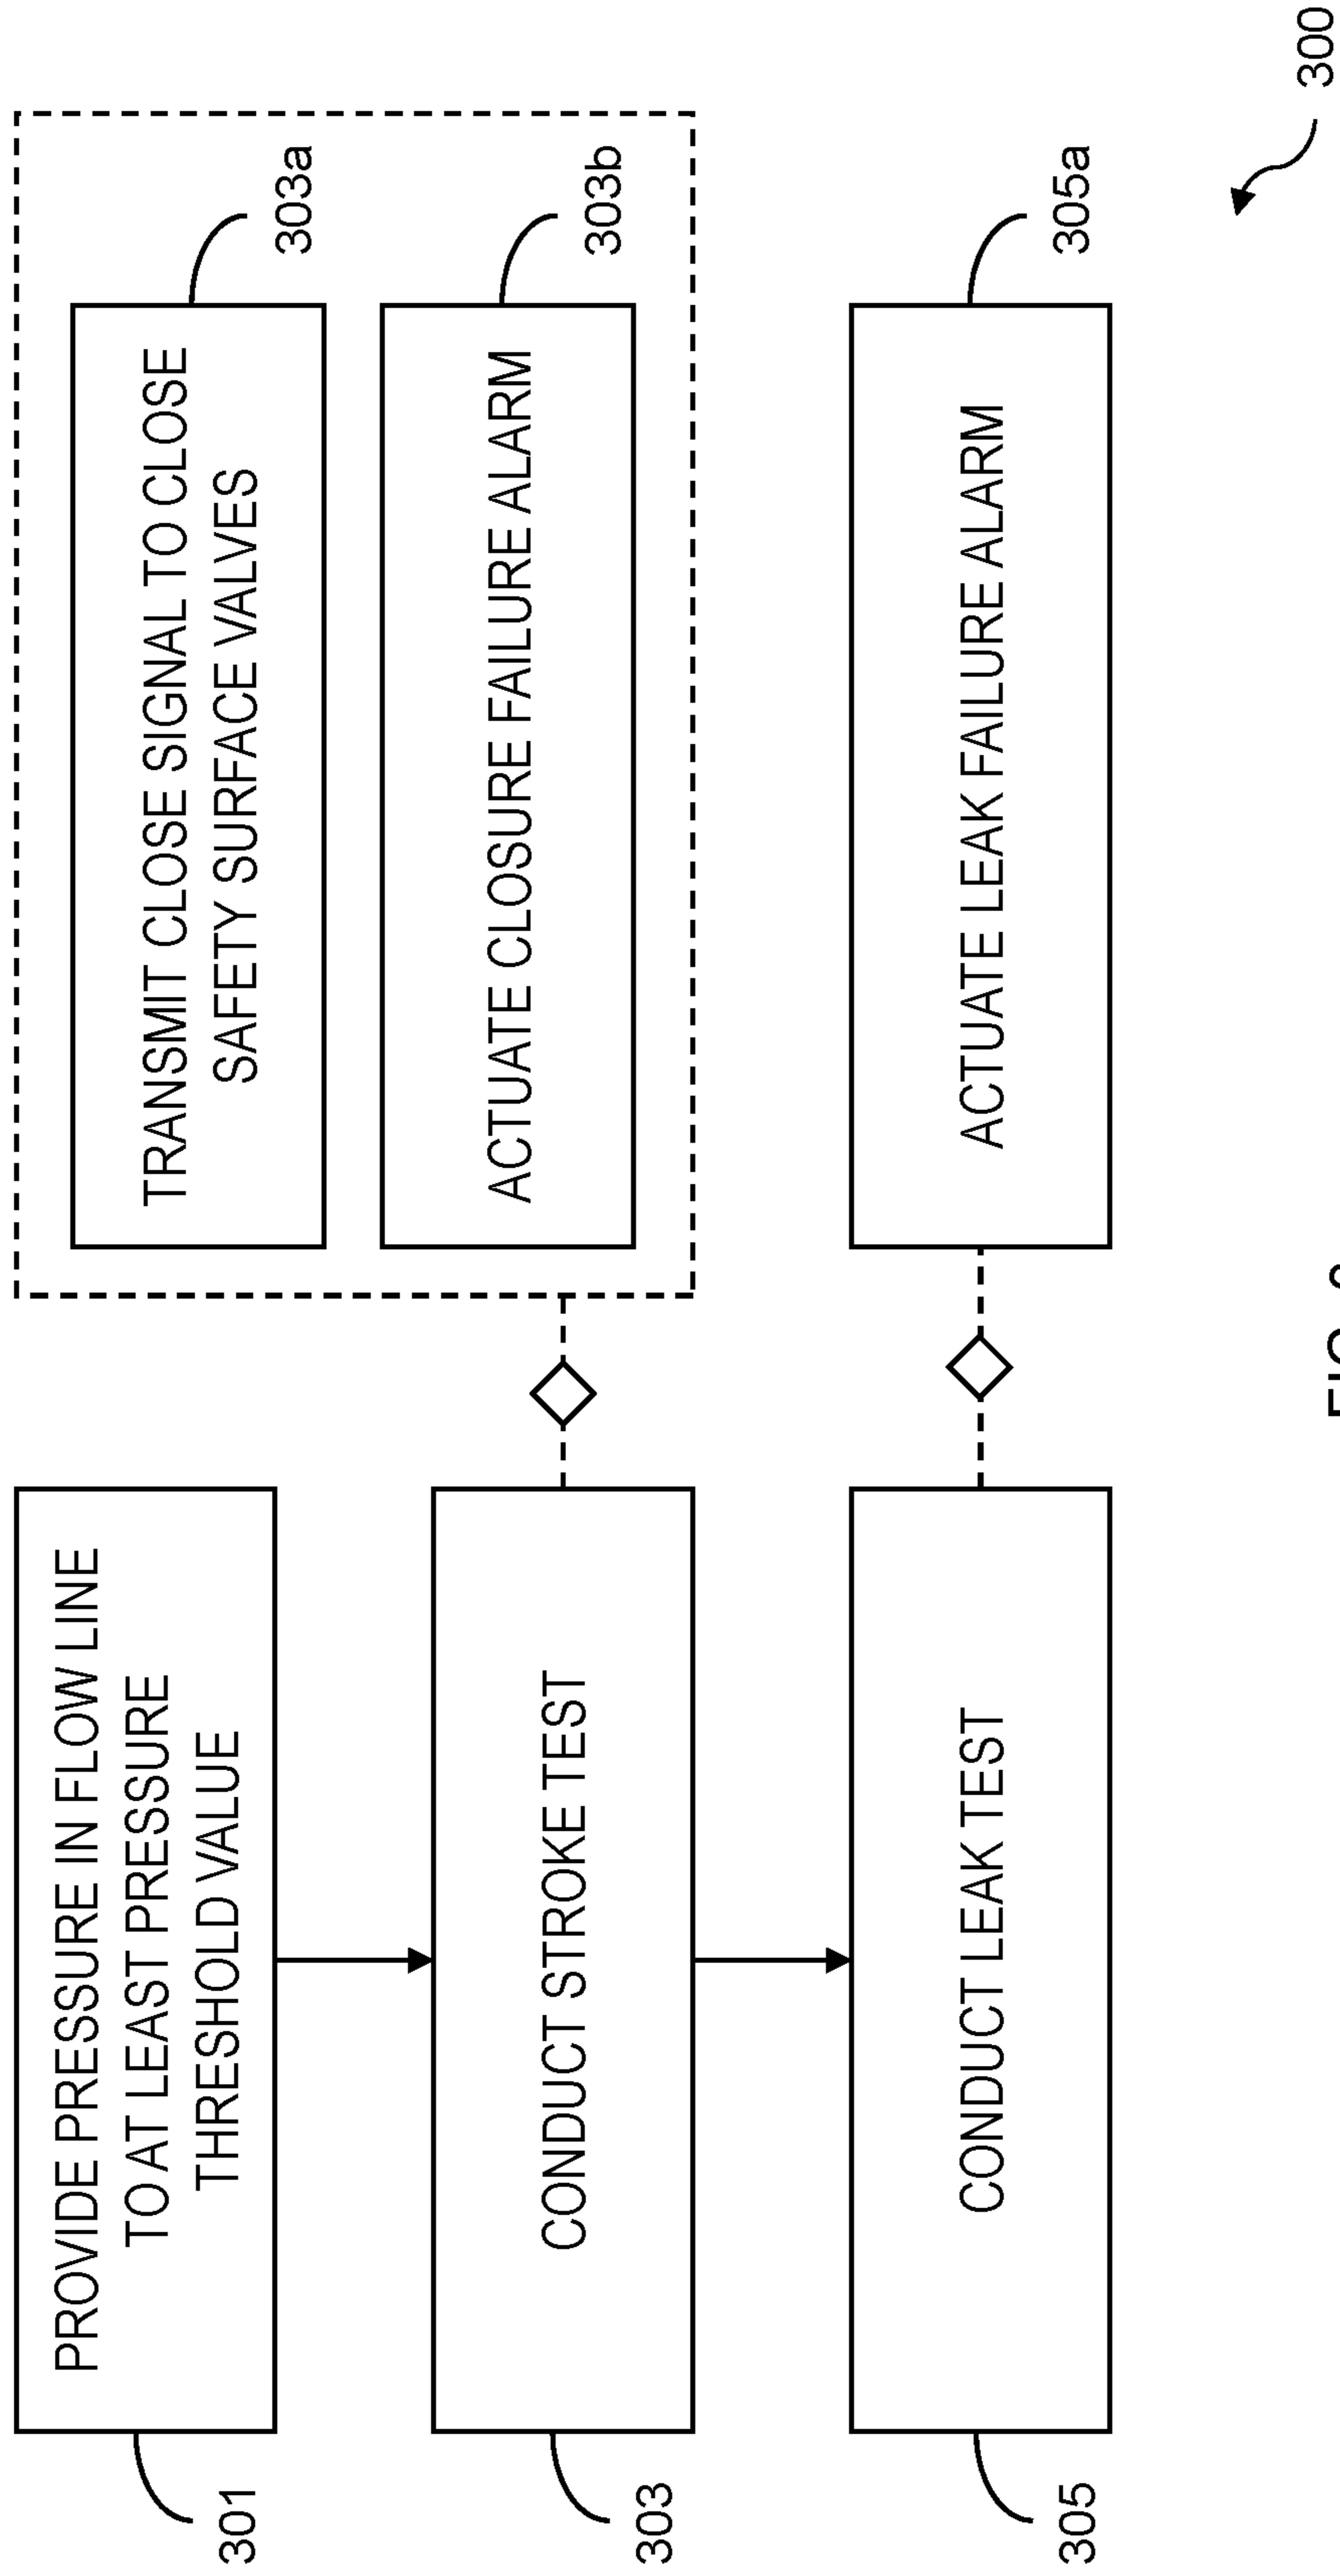 PROVIDE PRESSURE IN FLOW LINE
TO AT LEAST PRESSURE
THRESHOLD VALUE
301
CONDUCT STROKE TEST
303
CONDUCT LEAK TEST
305
TRANSMIT CLOSE SIGNAL TO CLOSE
SAFETY SURFACE VALVES
303a
ACTUATE CLOSURE FAILURE ALARM
303b
ACTUATE LEAK FAILURE ALARM
305a
300